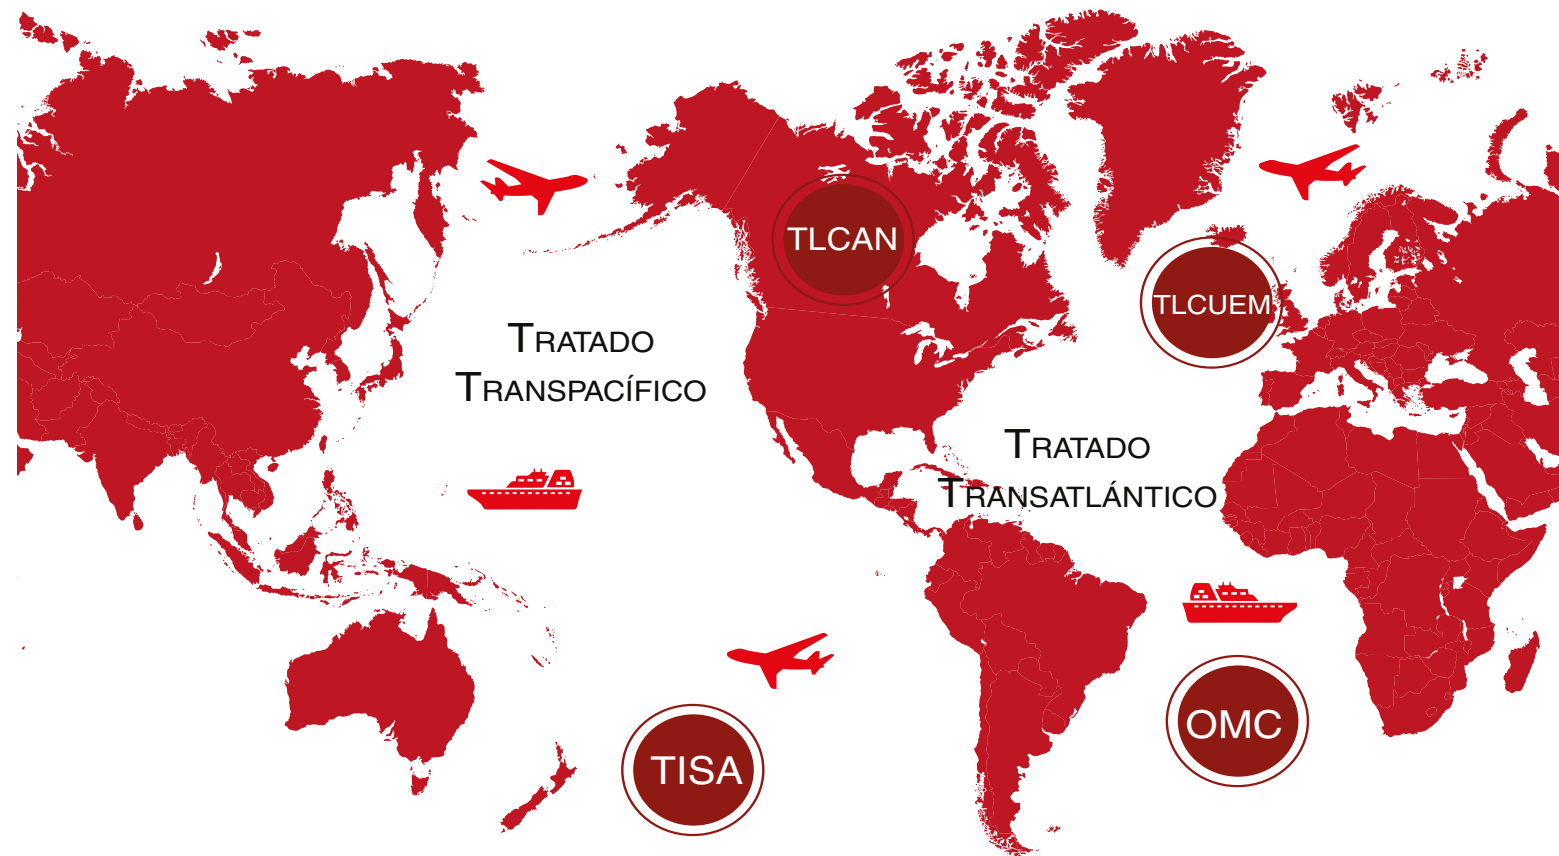 TLCAN
TLCUEM
TRATADO
TRANSPACÍFICO
TRATADO
TRANSATLÁNTICO
OMC
TISA